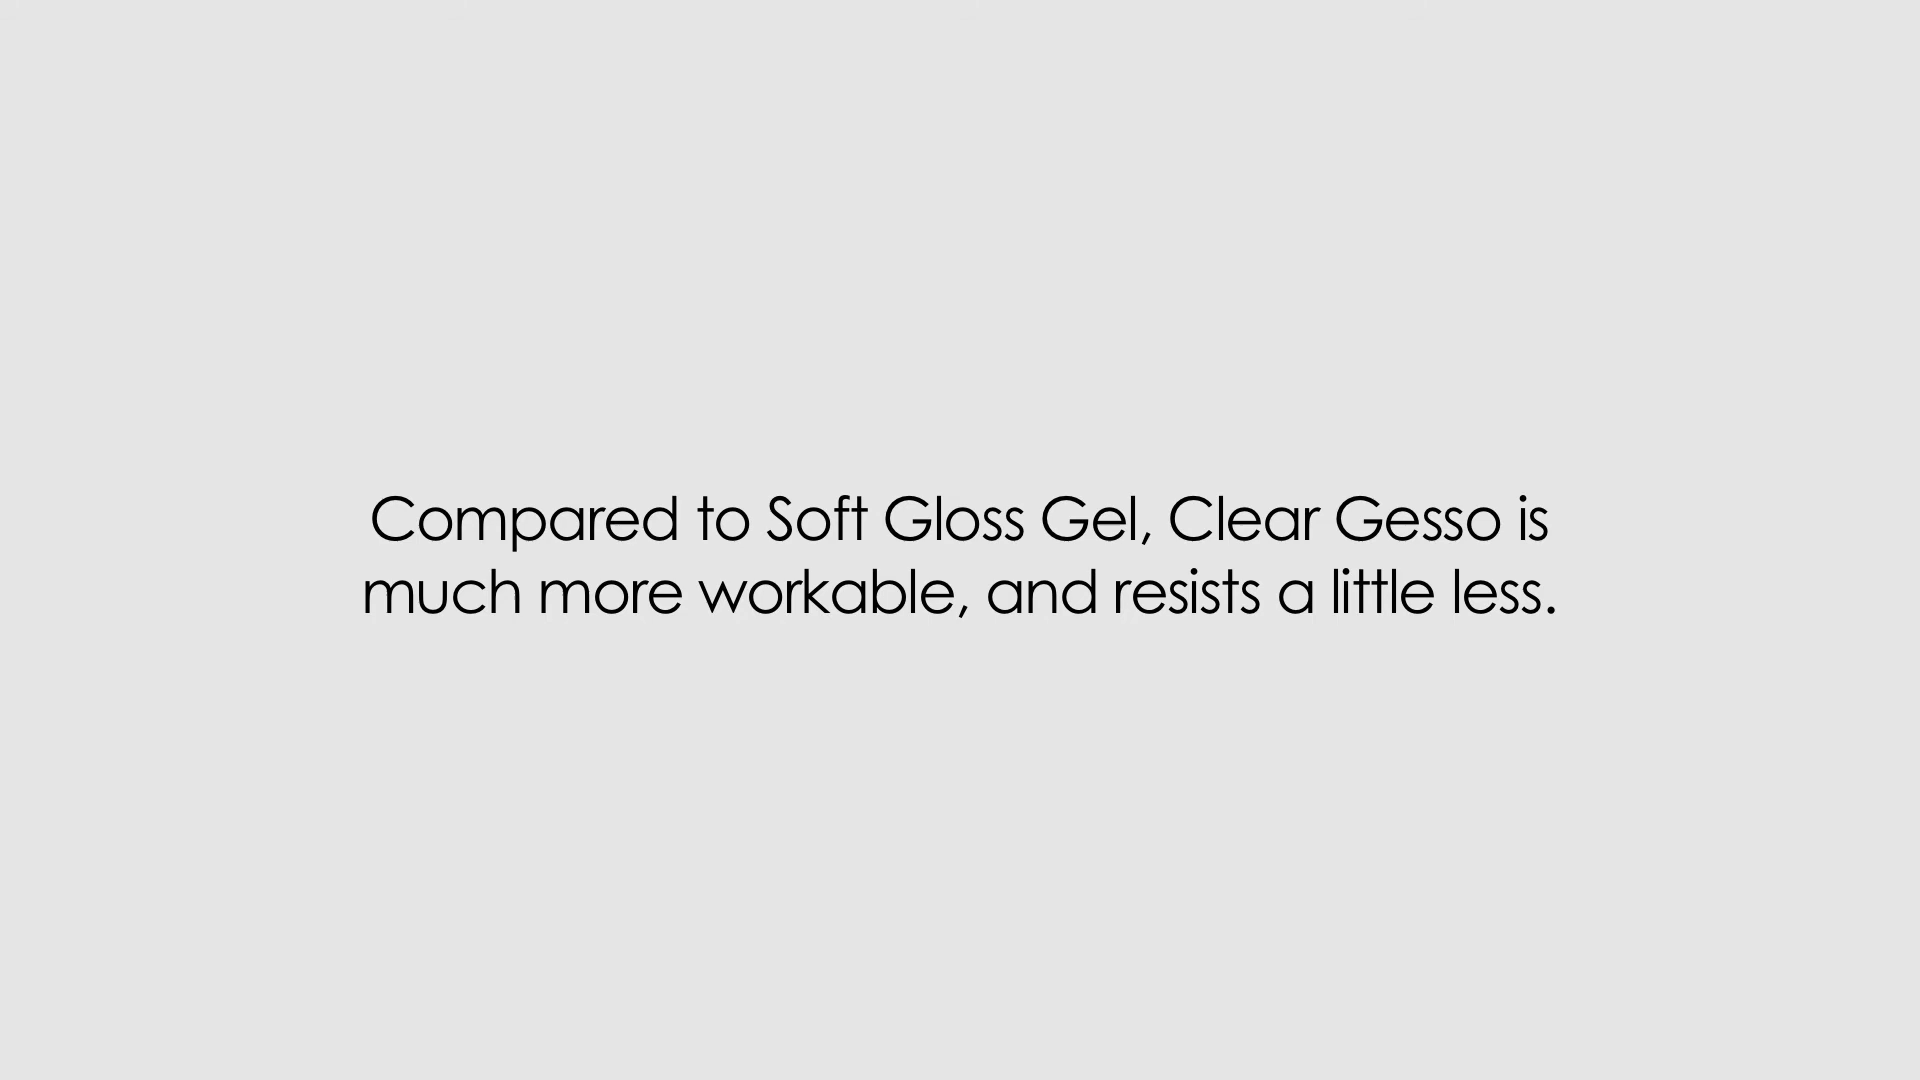 Compared to Soft Gloss Gel, Clear Gesso is
much more workable, and resists a little less.